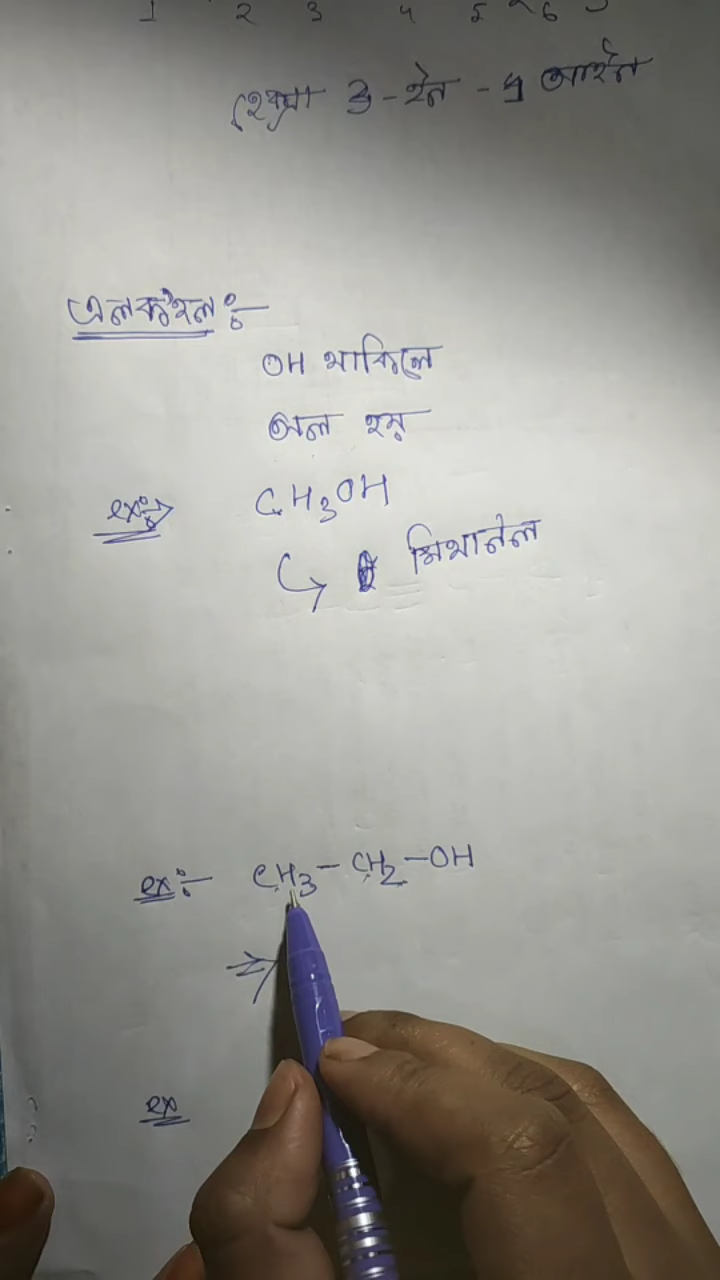 1 2 3 4 5 6
হেক্সা 3-ইন - 1 আইন
এলকহল ঃ-
OH থাকিলে
অল হয়
ex:→ CH₃OH
↳ মিথানল
ex:- CH₃-CH₂-OH
⇒
ex